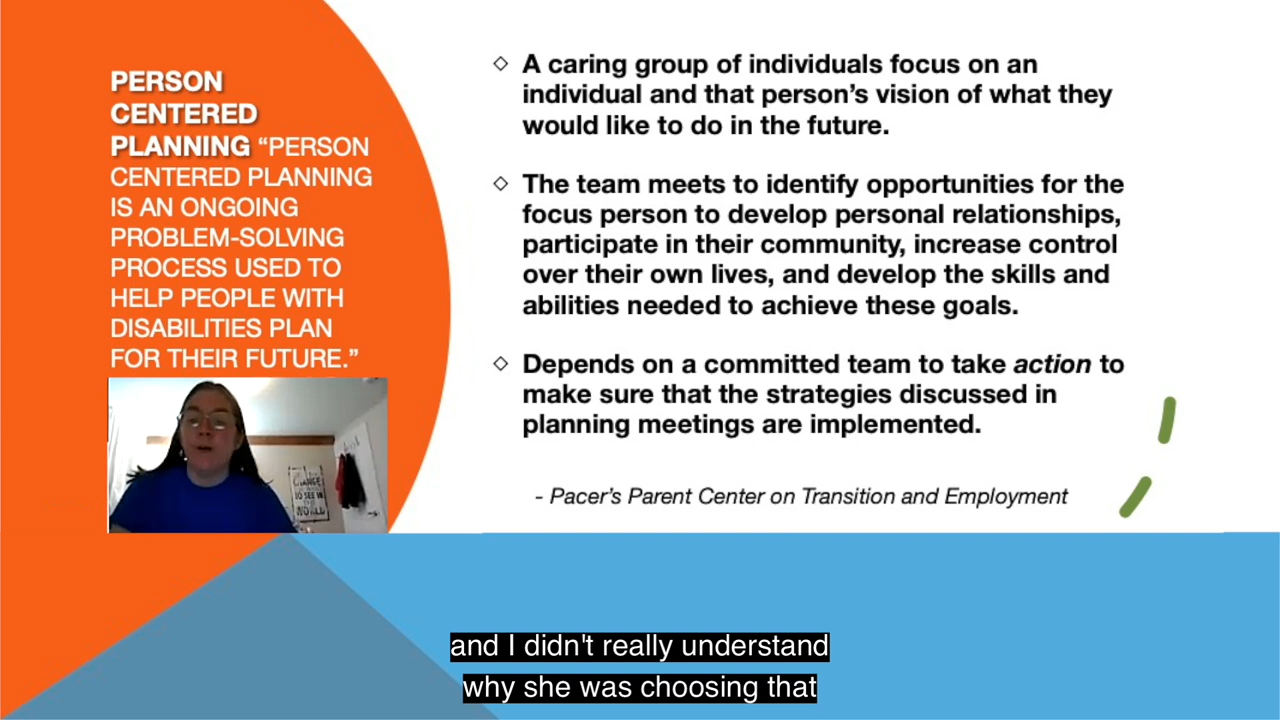 PERSON
CENTERED
PLANNING “PERSON
CENTERED PLANNING
IS AN ONGOING
PROBLEM-SOLVING
PROCESS USED TO
HELP PEOPLE WITH
DISABILITIES PLAN
FOR THEIR FUTURE.”
A caring group of individuals focus on an
individual and that person’s vision of what they
would like to do in the future.
The team meets to identify opportunities for the
focus person to develop personal relationships,
participate in their community, increase control
over their own lives, and develop the skills and
abilities needed to achieve these goals.
Depends on a committed team to take action to
make sure that the strategies discussed in
planning meetings are implemented.
- Pacer’s Parent Center on Transition and Employment
CHANGE
TO SEE IN
THE
WORLD
and I didn't really understand
why she was choosing that